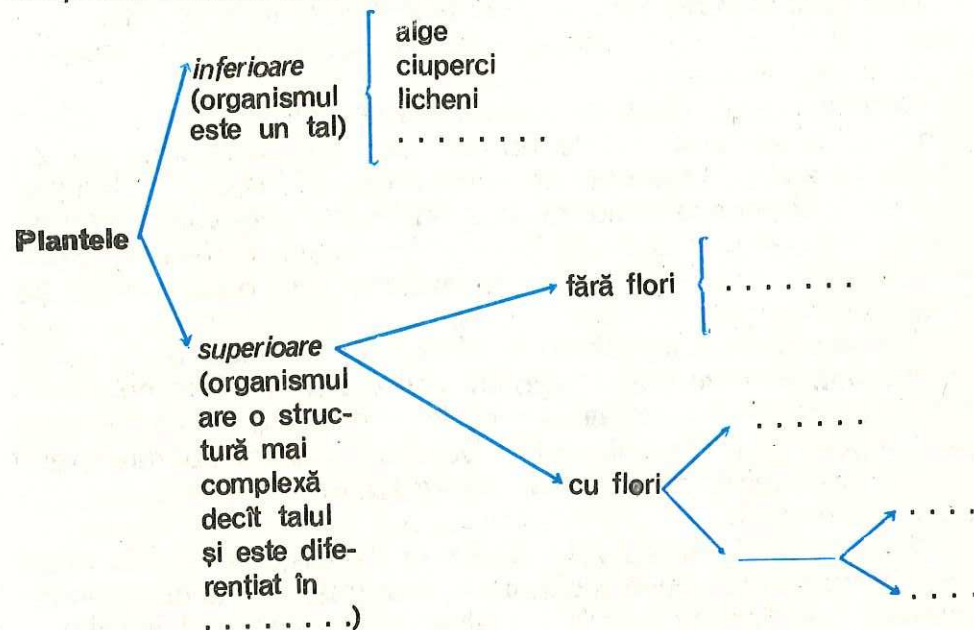 inferioare
(organismul
este un tal)
alge
ciuperci
licheni
. . . . . . . .
Plantele
fără flori
. . . . . . .
superioare
(organismul
are o struc-
tură mai
complexă
decît talul
și este dife-
rențiat în
. . . . . . . .)
cu flori
. . . . . .
. . . .
. . . .